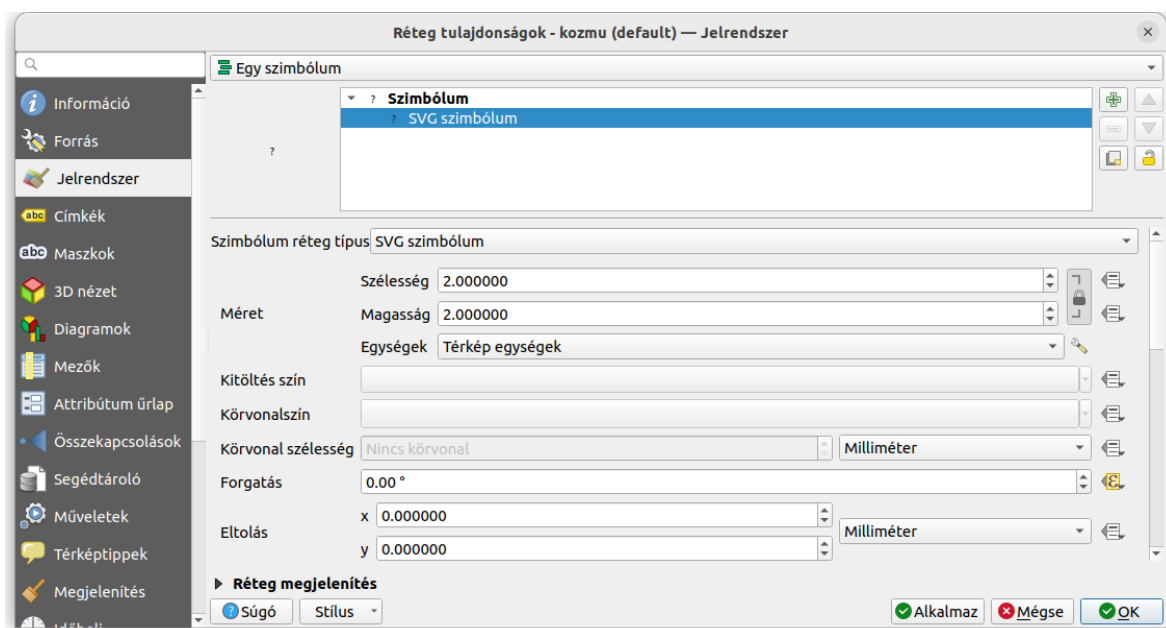 Réteg tulajdonságok - kozmu (default) — Jelrendszer
Egy szimbólum
Információ
Forrás
Jelrendszer
abc Címkék
abc Maszkok
3D nézet
Diagramok
Mezők
Attribútum űrlap
Összekapcsolások
Segédtároló
Műveletek
Térképtippek
Megjelenítés
?
? Szimbólum
? SVG szimbólum
Szimbólum réteg típus SVG szimbólum
Méret
Szélesség 2.000000
Magasság 2.000000
Egységek Térkép egységek
Kitöltés szín
Körvonalszín
Körvonal szélesség Nincs körvonal Milliméter
Forgatás 0.00 °
Eltolás
x 0.000000
y 0.000000
Milliméter
Réteg megjelenítés
Súgó Stílus Alkalmaz Mégse OK